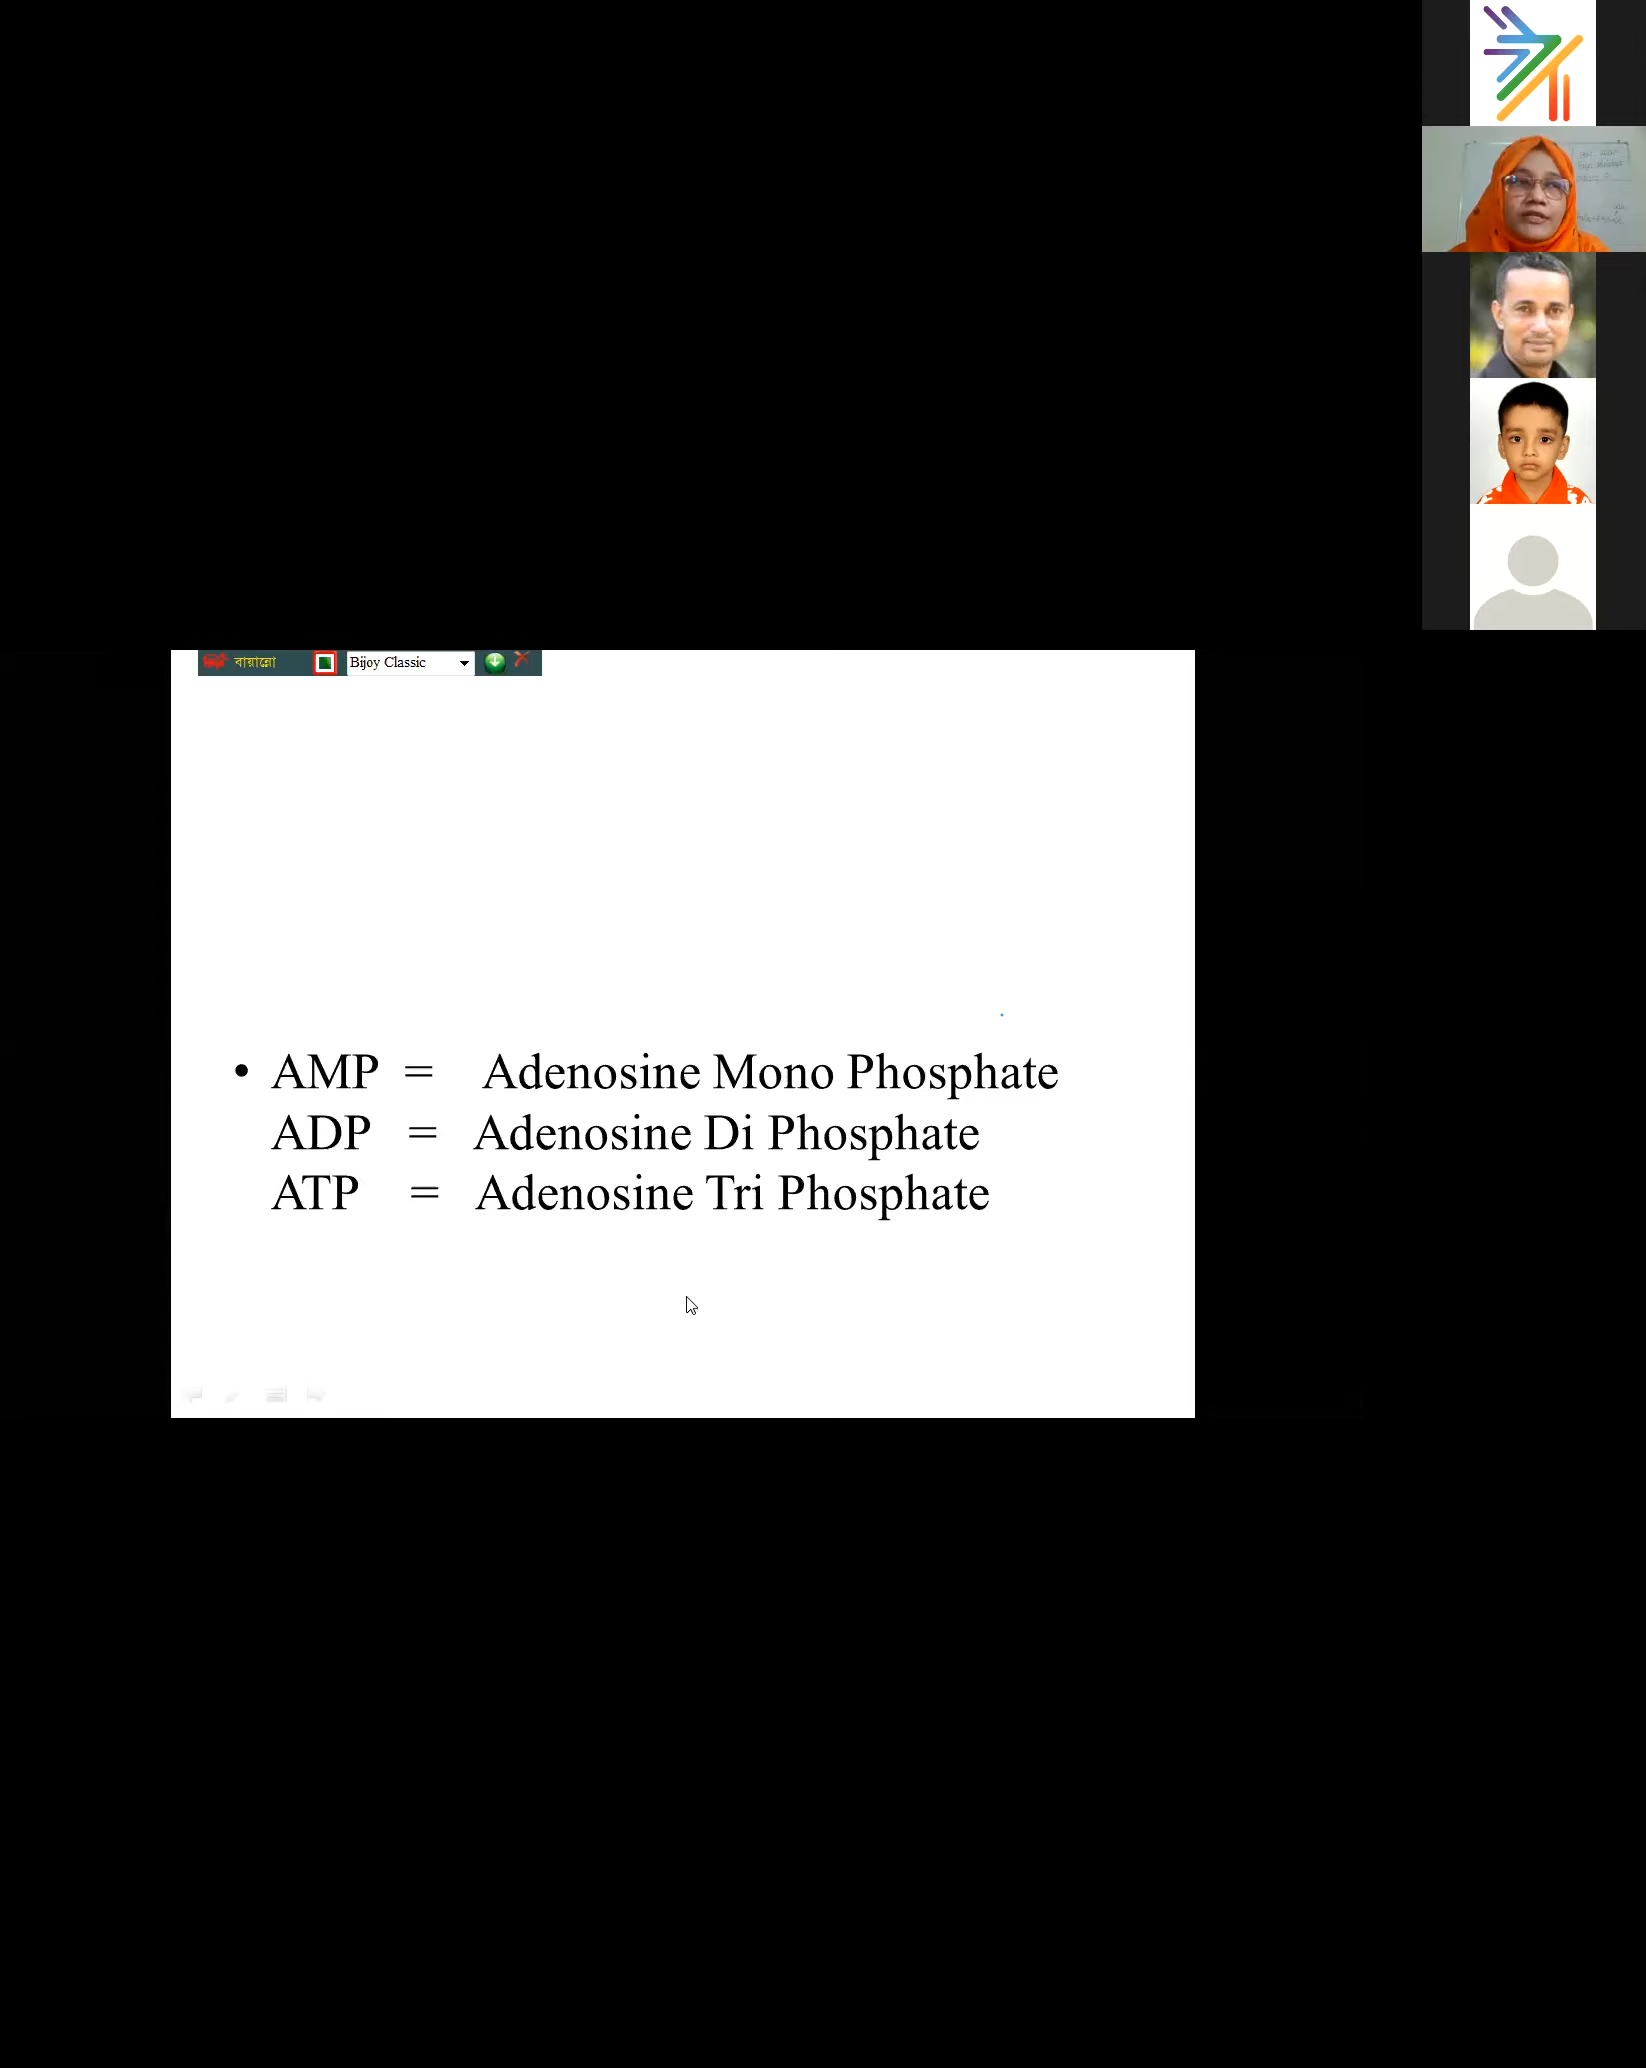 বায়ান্নো Bijoy Classic
• AMP = Adenosine Mono Phosphate
ADP = Adenosine Di Phosphate
ATP = Adenosine Tri Phosphate